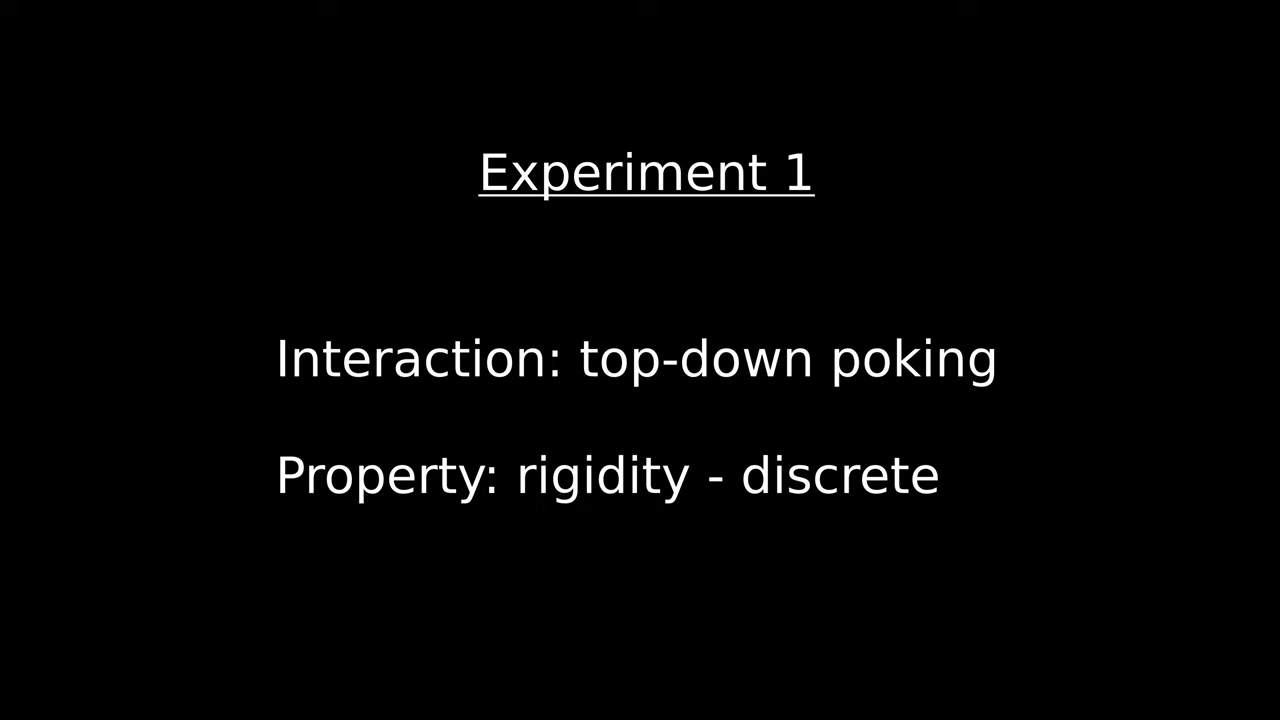 Experiment 1
Interaction: top-down poking
Property: rigidity - discrete